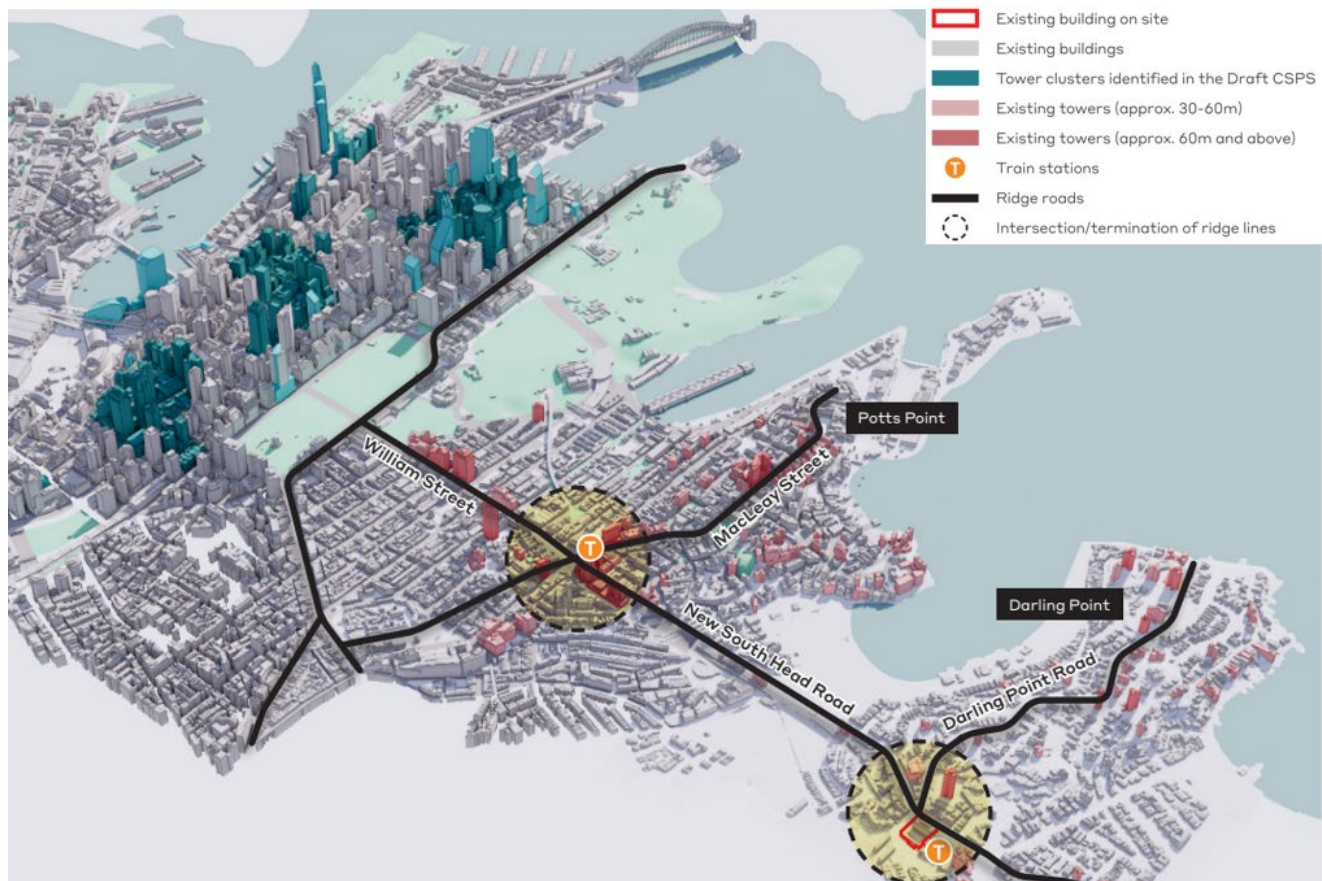 Existing building on site
Existing buildings
Tower clusters identified in the Draft CSPS
Existing towers (approx. 30-60m)
Existing towers (approx. 60m and above)
T
Train stations
Ridge roads
Intersection/termination of ridge lines
Potts Point
William Street
MacLeay Street
T
Darling Point
New South Head Road
Darling Point Road
T